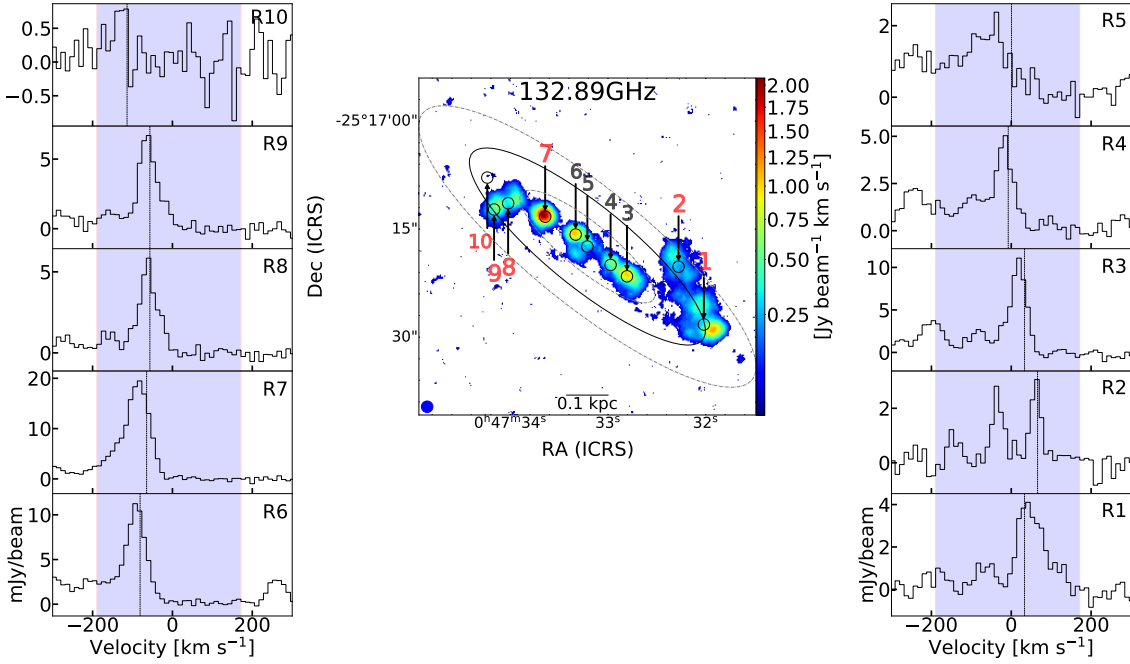 R10
0.5
0.0
−0.5
R9
5
0
R8
5
0
R7
20
10
0
R6
10
5
0
mJy/beam
−200
0
200
Velocity [km s⁻¹]
132.89GHz
-25°17'00"
15"
30"
Dec (ICRS)
7
6
5
4
3
2
1
10
9
8
0.1 kpc
0ʰ47ᵐ34ˢ
33ˢ
32ˢ
RA (ICRS)
2.00
1.75
1.50
1.25
1.00
0.75
0.50
0.25
[Jy beam⁻¹ km s⁻¹]
R5
2
0
R4
5.0
2.5
0.0
R3
10
5
0
R2
2
0
R1
4
2
0
mJy/beam
−200
0
200
Velocity [km s⁻¹]